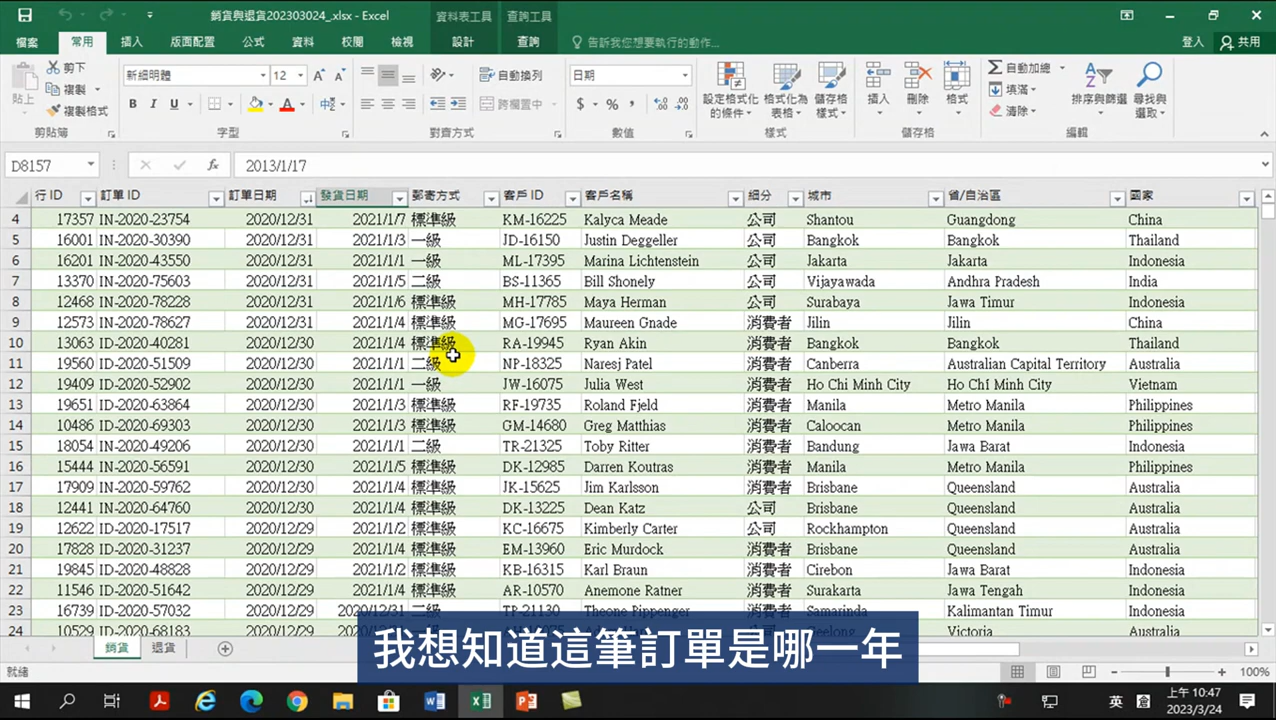 銷貨與退貨202303024_.xlsx - Excel
資料表工具 查詢工具
檔案 常用 插入 版面配置 公式 資料 校閱 檢視 設計 查詢 告訴我您想要執行的動作... 登入 共用
貼上 剪下 複製 複製格式 新細明體 12 自動換列 跨欄置中 日期 設定格式化的條件 格式化為表格 儲存格樣式 插入 刪除 格式 自動加總 填滿 清除 排序與篩選 尋找與選取
剪貼簿 字型 對齊方式 數值 樣式 儲存格 編輯
D8157 2013/1/17
行 ID 訂單 ID 訂單日期 發貨日期 郵寄方式 客戶 ID 客戶名稱 細分 城市 省/自治區 國家
4 17357 IN-2020-23754 2020/12/31 2021/1/7 標準級 KM-16225 Kalyca Meade 公司 Shantou Guangdong China
5 16001 IN-2020-30390 2020/12/31 2021/1/3 一級 JD-16150 Justin Deggeller 公司 Bangkok Bangkok Thailand
6 16201 IN-2020-43550 2020/12/31 2021/1/1 一級 ML-17395 Marina Lichtenstein 公司 Jakarta Jakarta Indonesia
7 13370 IN-2020-75603 2020/12/31 2021/1/5 二級 BS-11365 Bill Shonely 公司 Vijayawada Andhra Pradesh India
8 12468 IN-2020-78228 2020/12/31 2021/1/6 標準級 MH-17785 Maya Herman 公司 Surabaya Jawa Timur Indonesia
9 12573 IN-2020-78627 2020/12/31 2021/1/4 標準級 MG-17695 Maureen Gnade 消費者 Jilin Jilin China
10 13063 ID-2020-40281 2020/12/30 2021/1/4 標準級 RA-19945 Ryan Akin 消費者 Bangkok Bangkok Thailand
11 19560 ID-2020-51509 2020/12/30 2021/1/1 二級 NP-18325 Naresj Patel 消費者 Canberra Australian Capital Territory Australia
12 19409 ID-2020-52902 2020/12/30 2021/1/1 一級 JW-16075 Julia West 消費者 Ho Chi Minh City Ho Chí Minh City Vietnam
13 19651 ID-2020-63864 2020/12/30 2021/1/3 標準級 RF-19735 Roland Fjeld 消費者 Manila Metro Manila Philippines
14 10486 ID-2020-69303 2020/12/30 2021/1/3 標準級 GM-14680 Greg Matthias 消費者 Caloocan Metro Manila Philippines
15 18054 IN-2020-49206 2020/12/30 2021/1/1 二級 TR-21325 Toby Ritter 消費者 Bandung Jawa Barat Indonesia
16 15444 IN-2020-56591 2020/12/30 2021/1/5 標準級 DK-12985 Darren Koutras 消費者 Manila Metro Manila Philippines
17 17909 IN-2020-59762 2020/12/30 2021/1/4 標準級 JK-15625 Jim Karlsson 消費者 Brisbane Queensland Australia
18 12441 IN-2020-64760 2020/12/30 2021/1/4 標準級 DK-13225 Dean Katz 公司 Brisbane Queensland Australia
19 12622 ID-2020-17517 2020/12/29 2021/1/2 標準級 KC-16675 Kimberly Carter 公司 Rockhampton Queensland Australia
20 17828 ID-2020-31237 2020/12/29 2021/1/4 標準級 EM-13960 Eric Murdock 消費者 Brisbane Queensland Australia
21 19845 ID-2020-48828 2020/12/29 2021/1/4 標準級 KB-16315 Karl Braun 消費者 Cirebon Jawa Barat Indonesia
22 11546 ID-2020-51642 2020/12/29 2021/1/4 標準級 AR-10570 Anemone Ratner 消費者 Surakarta Jawa Tengah Indonesia
23 16739 ID-2020-57032 2020/12/29 2020/12/31 二級 TP-21130 Theone Pippenger 消費者 Samarinda Kalimantan Timur Indonesia
24 10529 ID-2020-68183 2020/12/29 Geelong Victoria Australia
我想知道這筆訂單是哪一年
銷貨 退貨
就緒 100%
英 上午 10:47
2023/3/24